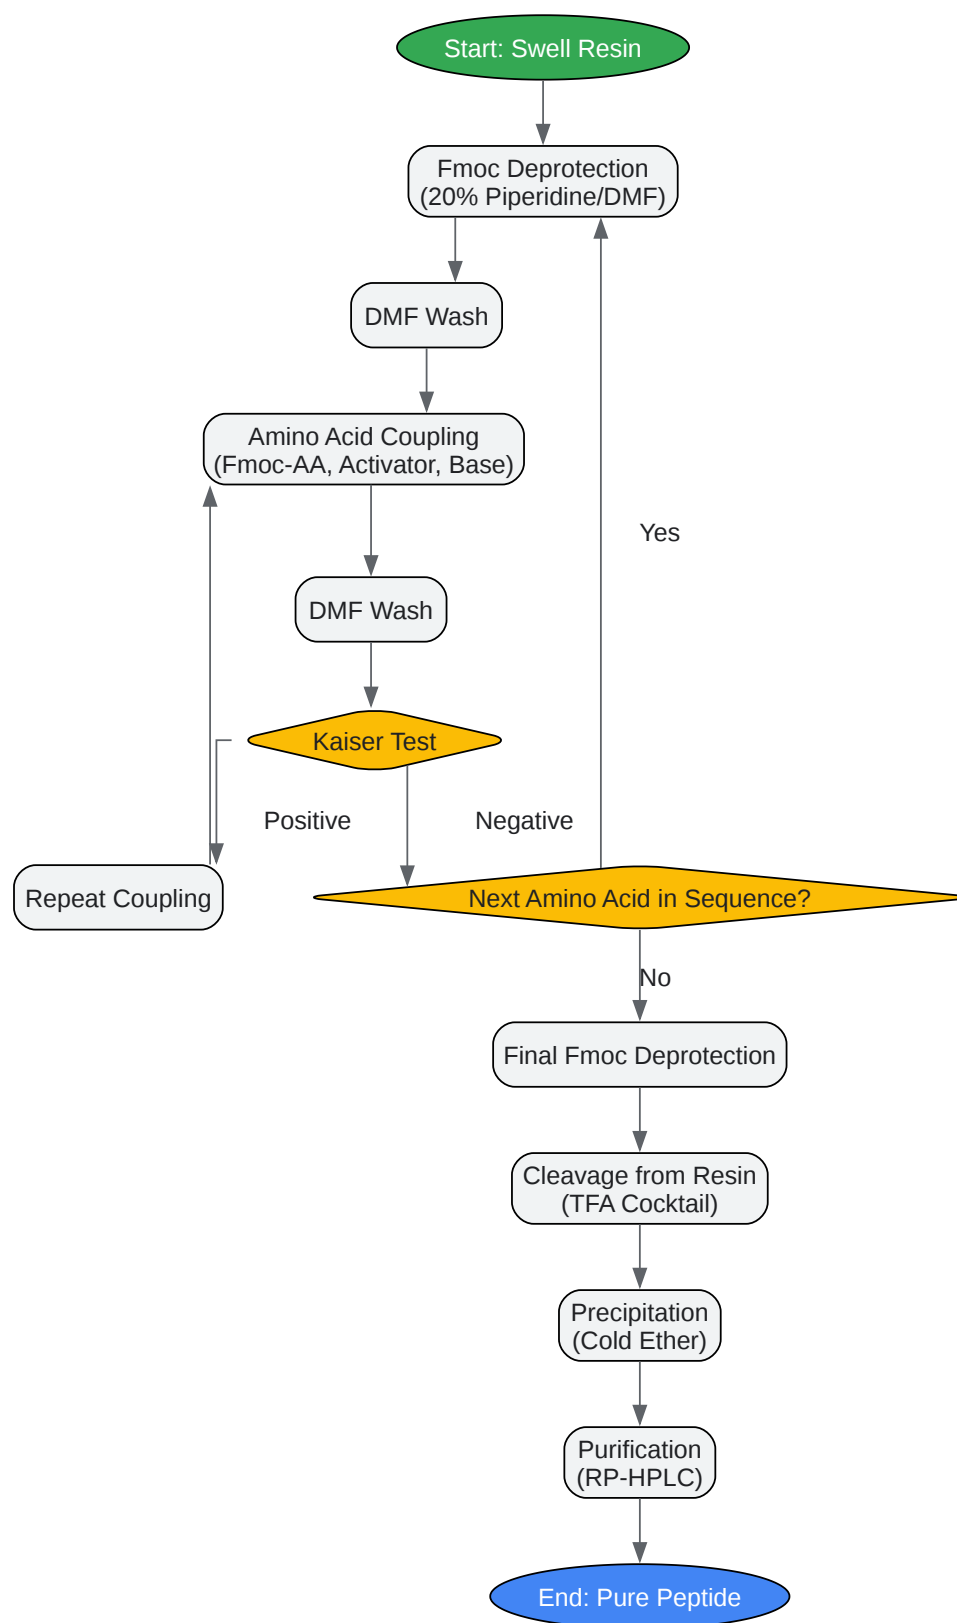 Start: Swell Resin
Fmoc Deprotection
(20% Piperidine/DMF)
DMF Wash
Amino Acid Coupling
(Fmoc-AA, Activator, Base)
Yes
DMF Wash
Kaiser Test
Positive
Negative
Repeat Coupling
Next Amino Acid in Sequence?
No
Final Fmoc Deprotection
Cleavage from Resin
(TFA Cocktail)
Precipitation
(Cold Ether)
Purification
(RP-HPLC)
End: Pure Peptide